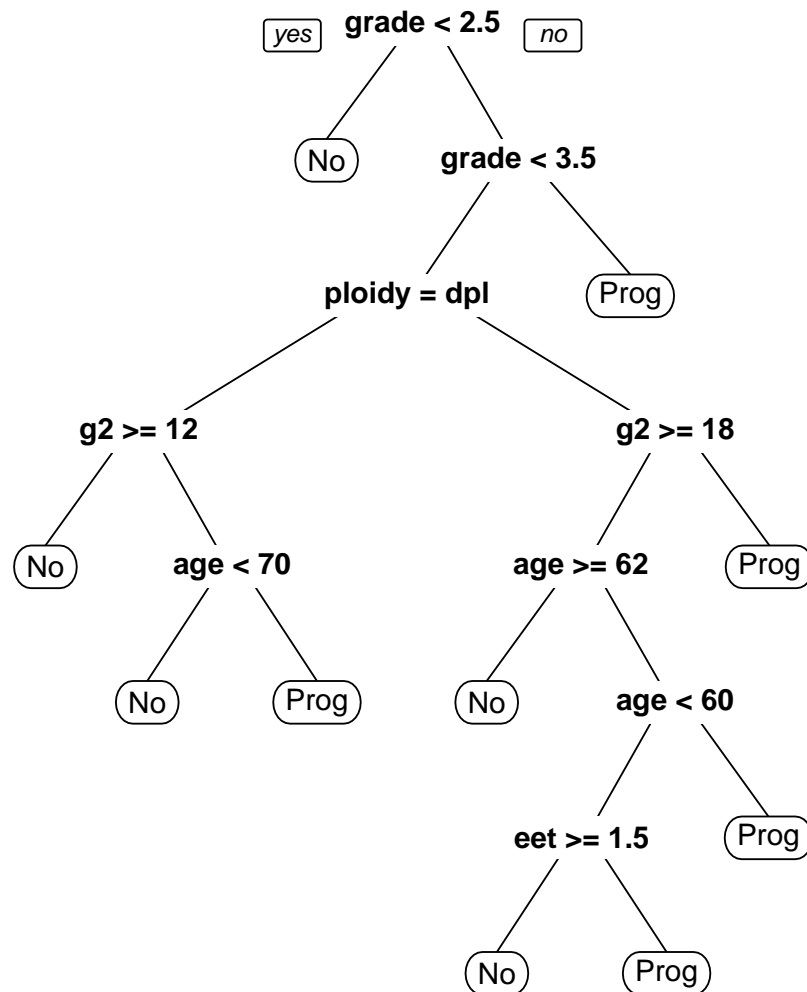 yes grade < 2.5 no
No grade < 3.5
ploidy = dpl Prog
g2 >= 12 g2 >= 18
No age < 70 age >= 62 Prog
No Prog No age < 60
eet >= 1.5 Prog
No Prog